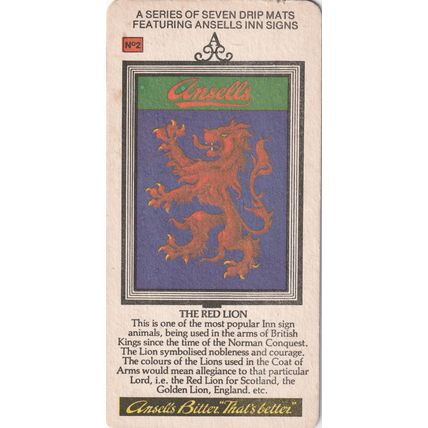 A SERIES OF SEVEN DRIP MATS
FEATURING ANSELLS INN SIGNS
Nº2
A
Ansells
THE RED LION
This is one of the most popular Inn sign
animals, being used in the arms of British
Kings since the time of the Norman Conquest.
The Lion symbolised nobleness and courage.
The colours of the Lions used in the Coat of
Arms would mean allegiance to that particular
Lord, i.e. the Red Lion for Scotland, the
Golden Lion, England. etc.
Ansells Bitter."That's better."